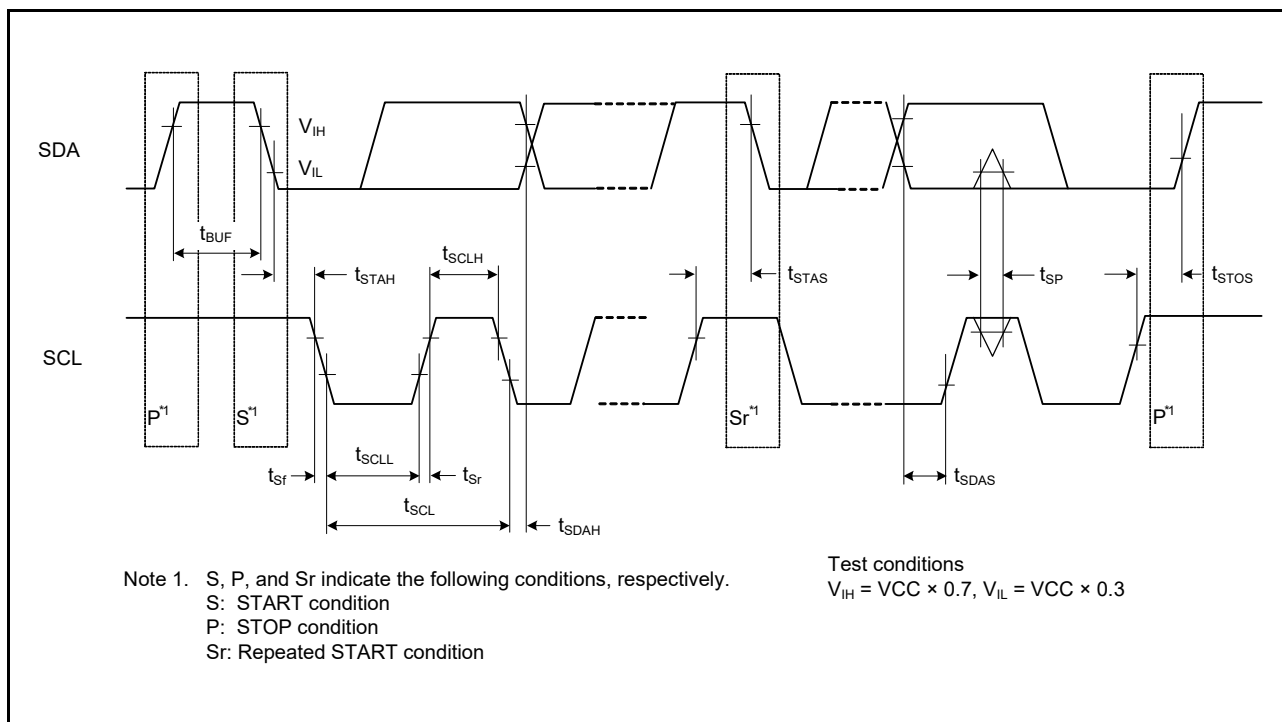 SDA
V_IH
V_IL
t_BUF
t_STAH
t_SCLH
t_STAS
t_SP
t_STOS
SCL
P*1
S*1
Sr*1
P*1
t_Sf
t_SCLL
t_Sr
t_SDAS
t_SCL
t_SDAH
Note 1. S, P, and Sr indicate the following conditions, respectively.
S: START condition
P: STOP condition
Sr: Repeated START condition
Test conditions
V_IH = VCC × 0.7, V_IL = VCC × 0.3